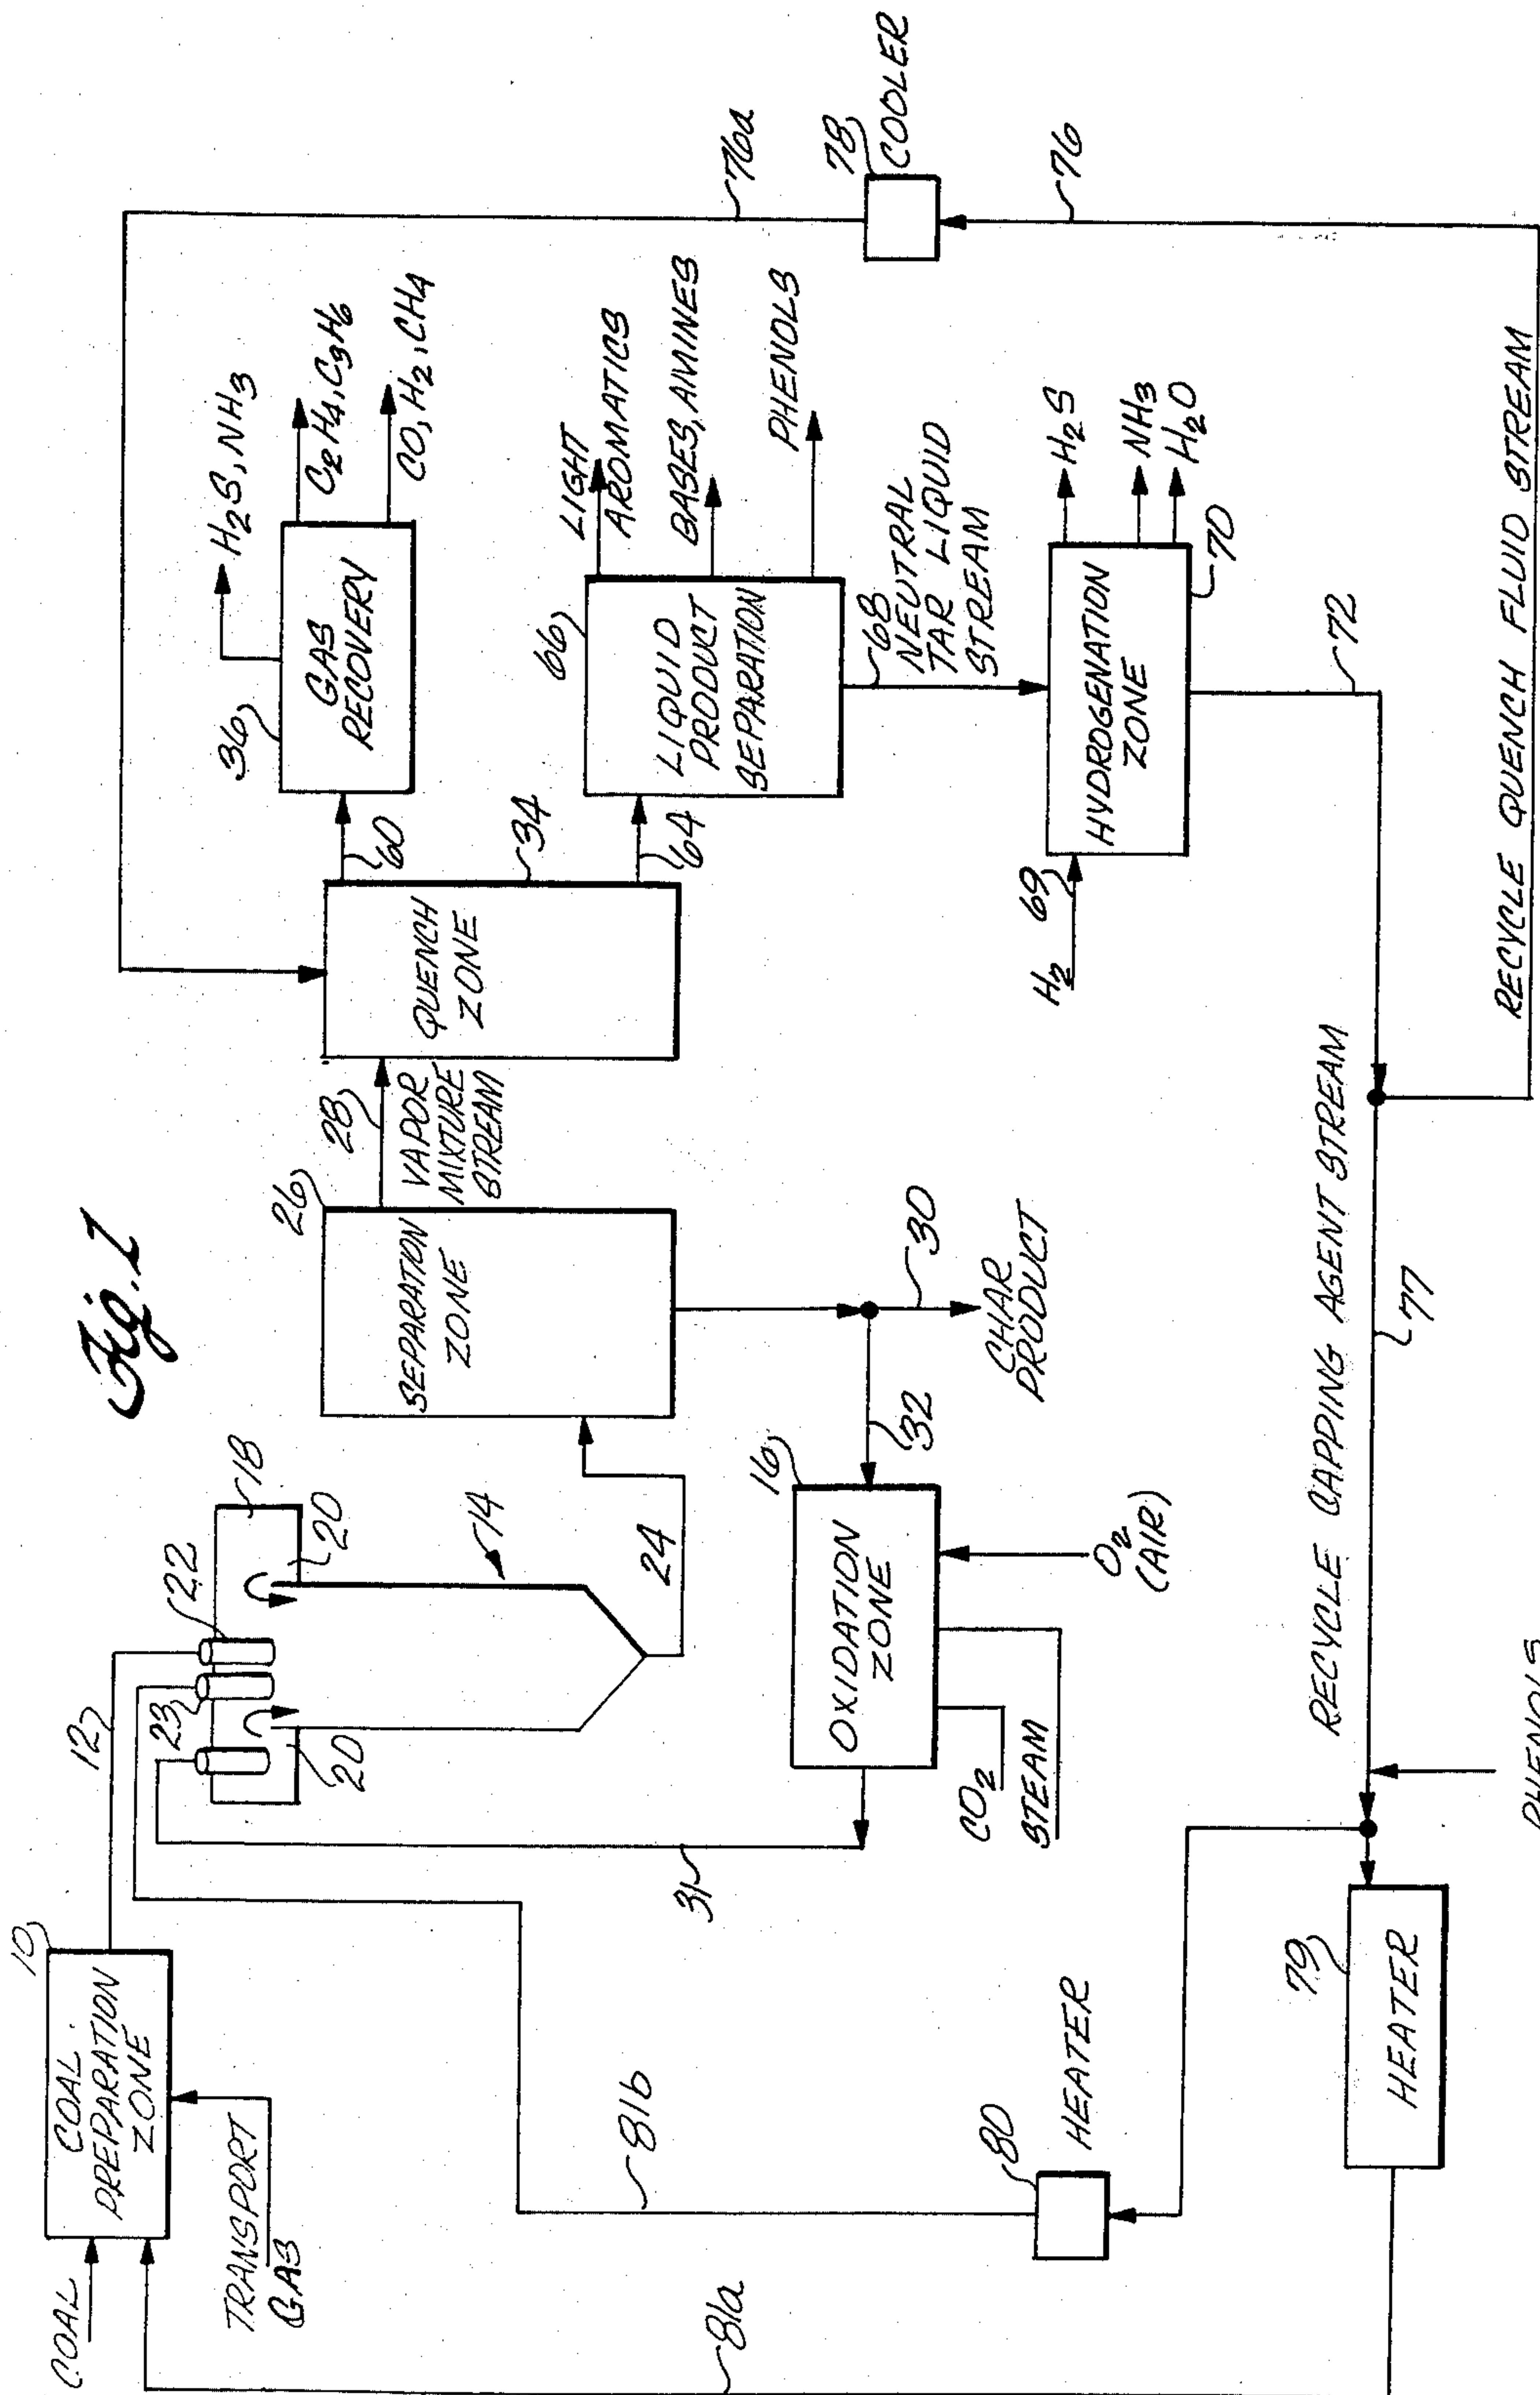 Fig. 1
COAL
10
COAL
PREPARATION
ZONE
TRANSPORT
GAS
12
22
23
18
20
20
14
24
31
81a
81b
80
HEATER
79
HEATER
26
SEPARATION
ZONE
28
VAPOR
MIXTURE
STREAM
30
CHAR
PRODUCT
32
16
OXIDATION
ZONE
CO2
STEAM
O2
(AIR)
QUENCH
ZONE
34
60
64
36
GAS
RECOVERY
H2S, NH3
C2H4, C3H6
CO, H2, CH4
66
LIQUID
PRODUCT
SEPARATION
LIGHT
AROMATICS
BASES, AMINES
PHENOLS
68
NEUTRAL
TAR LIQUID
STREAM
H2 69
HYDROGENATION
ZONE
70
H2S
NH3
H2O
72
76a
78
COOLER
76
RECYCLE QUENCH FLUID STREAM
RECYCLE CAPPING AGENT STREAM
77
PHENOLS